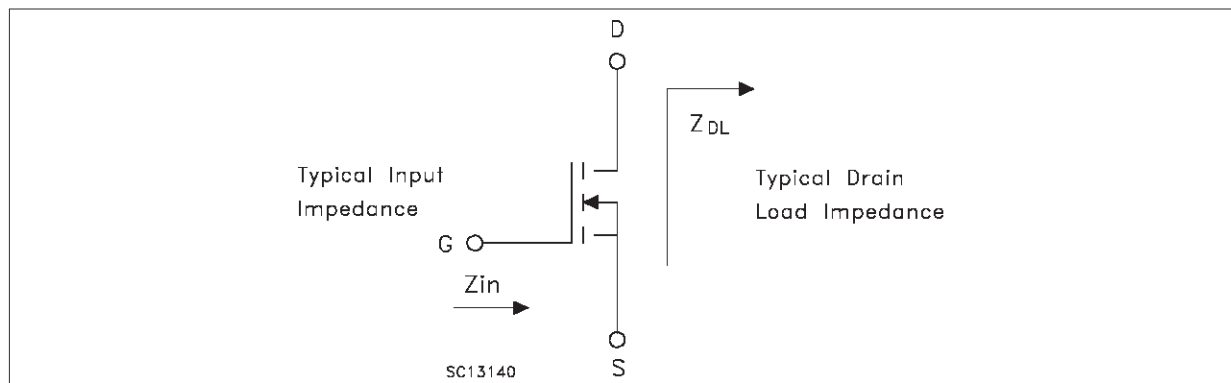 D
Z DL
Typical Input
Impedance
Typical Drain
Load Impedance
G
Zin
S
SC13140